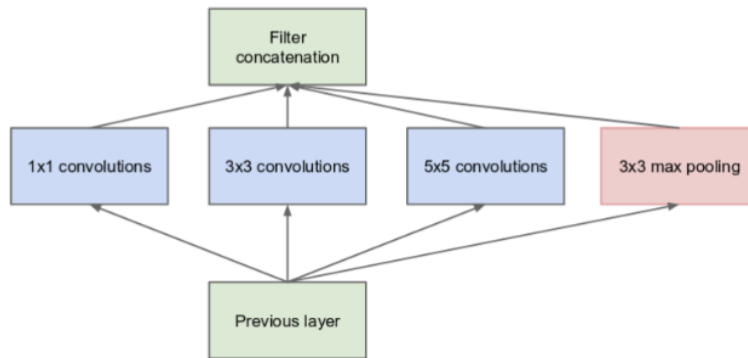 Filter
concatenation
1x1 convolutions
3x3 convolutions
5x5 convolutions
3x3 max pooling
Previous layer